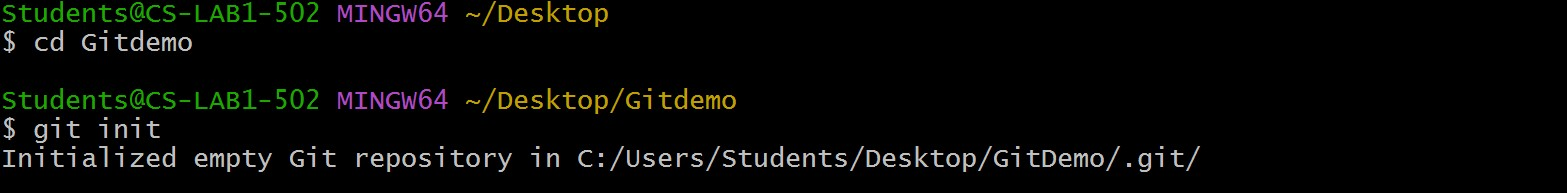 Students@CS-LAB1-502 MINGW64 ~/Desktop
$ cd Gitdemo
Students@CS-LAB1-502 MINGW64 ~/Desktop/Gitdemo
$ git init
Initialized empty Git repository in C:/Users/Students/Desktop/GitDemo/.git/